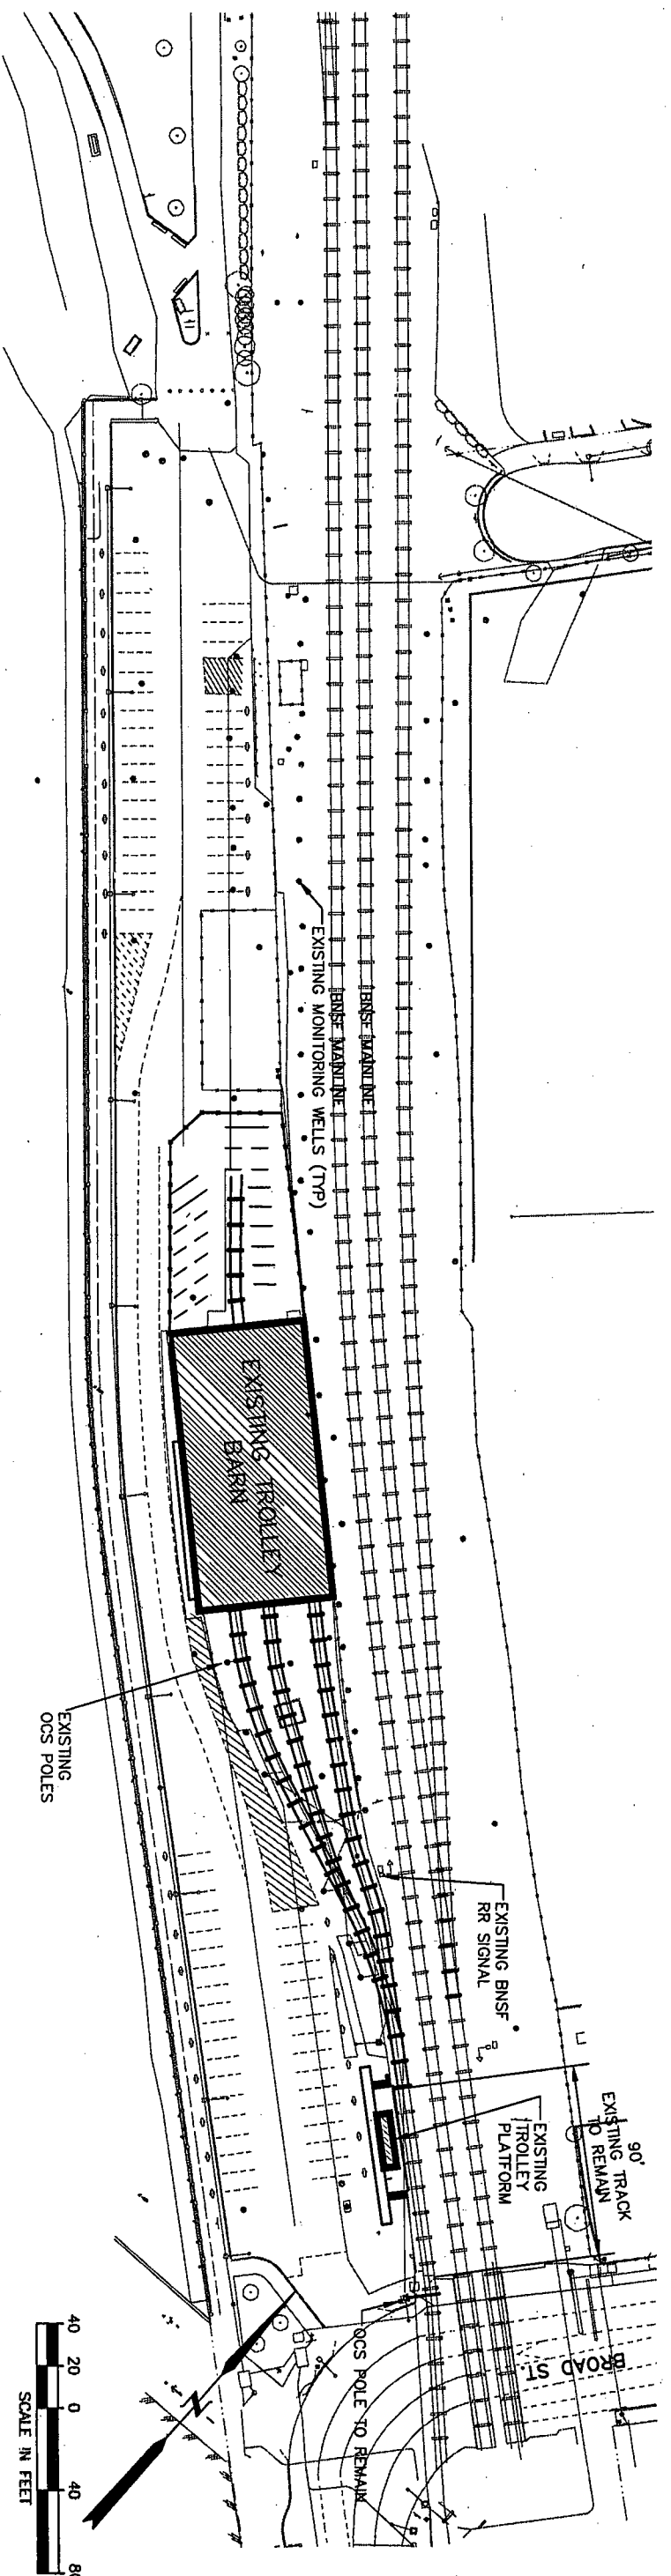 EXISTING MONITORING WELLS (TYP)
BNSF MAINLINE
BNSF MAINLINE
EXISTING TROLLEY
BARN
EXISTING
OCS POLES
EXISTING BNSF
RR SIGNAL
EXISTING
TROLLEY
PLATFORM
90'
EXISTING TRACK
TO REMAIN
BROAD ST.
OCS POLE TO REMAIN
N
40 20 0 40 80
SCALE IN FEET